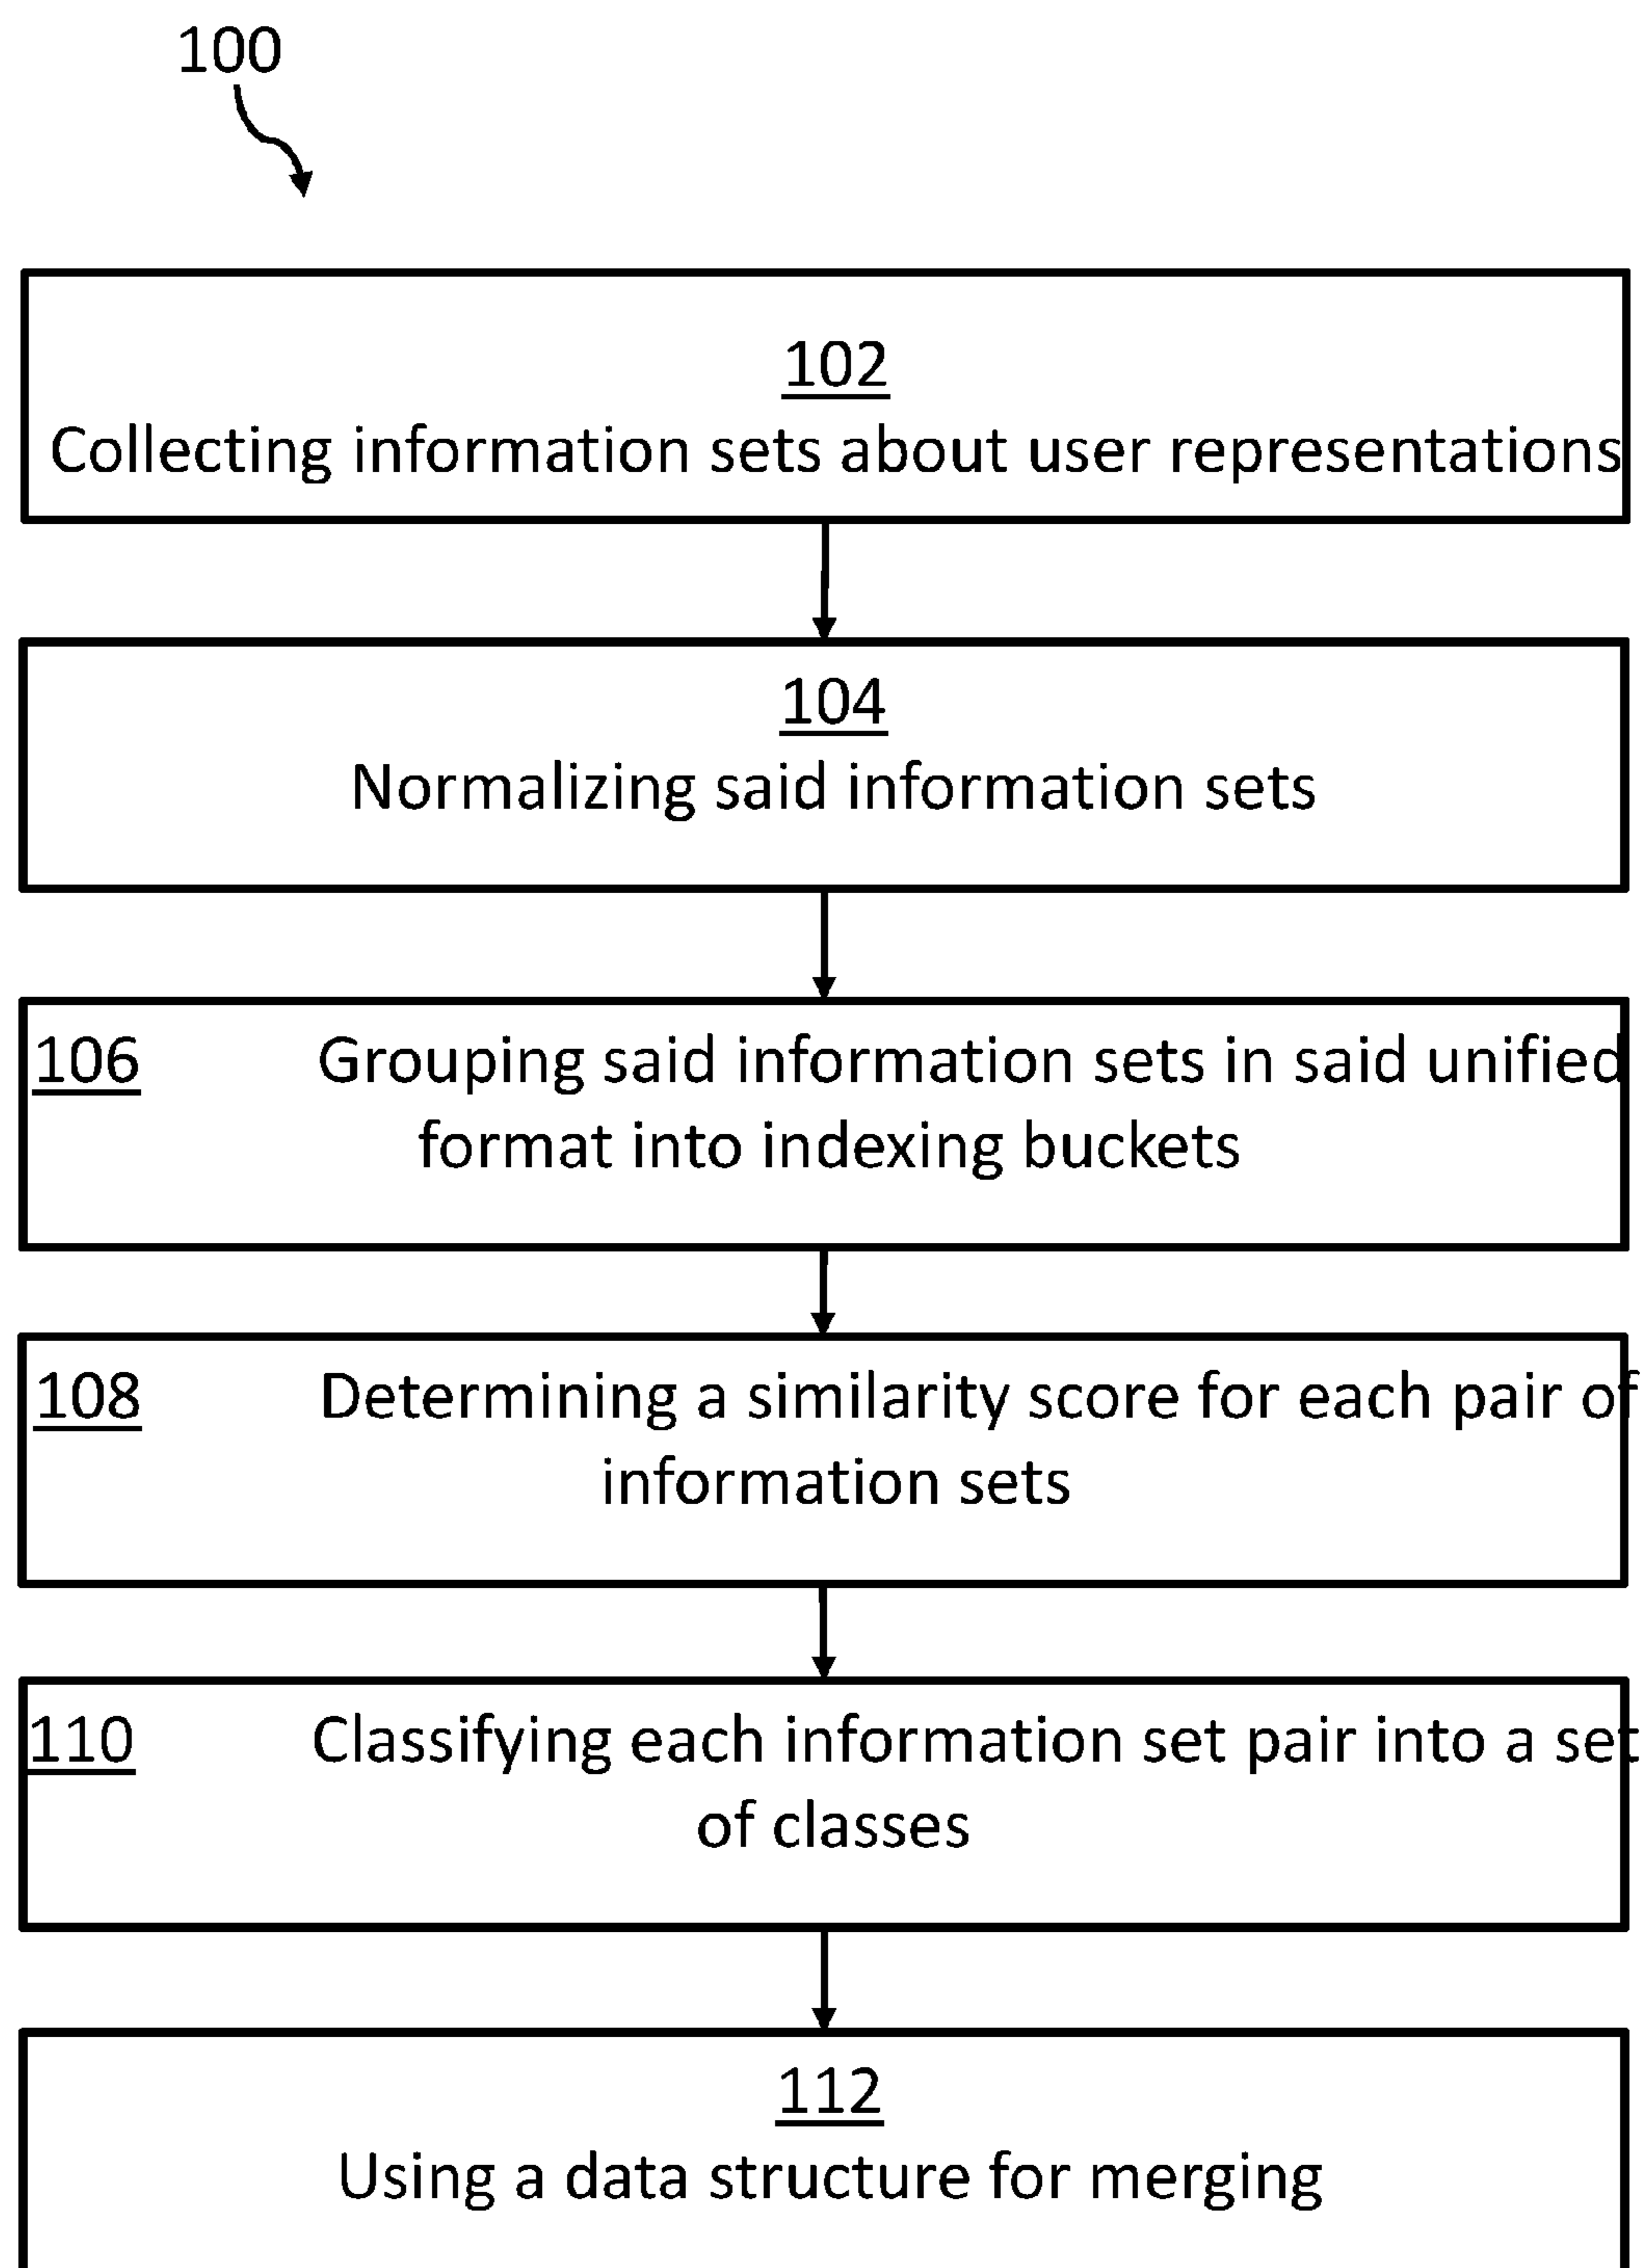 100
102
Collecting information sets about user representations
104
Normalizing said information sets
106 Grouping said information sets in said unified
format into indexing buckets
108 Determining a similarity score for each pair of
information sets
110 Classifying each information set pair into a set
of classes
112
Using a data structure for merging